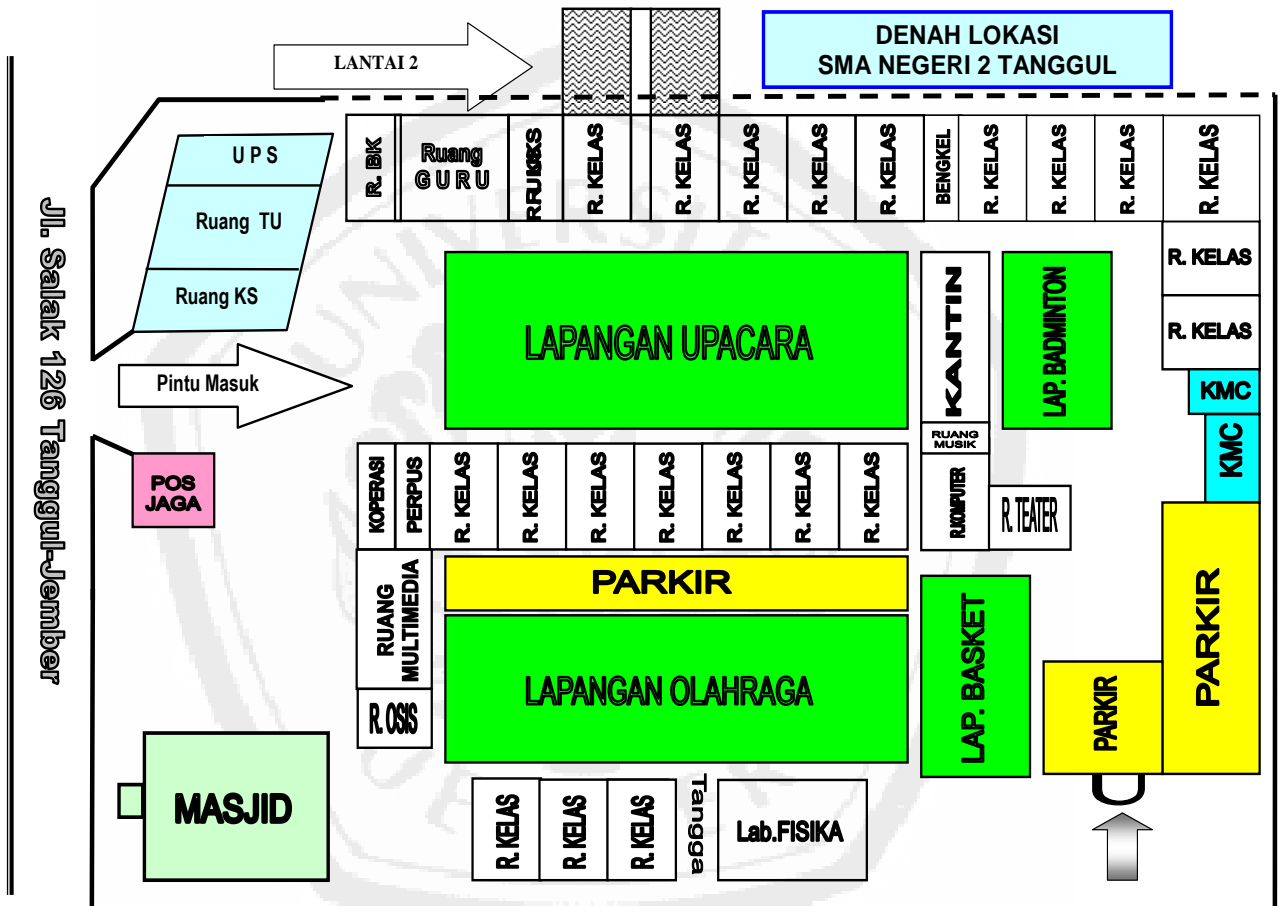 DENAH LOKASI
SMA NEGERI 2 TANGGUL
LANTAI 2
Jl. Salak 126 Tanggul-Jember
U P S
Ruang TU
Ruang KS
R. BK
Ruang
G U R U
R. KELAS
R. KELAS
R. KELAS
R. KELAS
R. KELAS
BENGKEL
R. KELAS
R. KELAS
R. KELAS
R. KELAS
R. KELAS
R. KELAS
LAPANGAN UPACARA
KANTIN
LAP. BADMINTON
Pintu Masuk
KMC
KMC
RUANG
MUSIK
POS
JAGA
KOPERASI
PERPUS
R. KELAS
R. KELAS
R. KELAS
R. KELAS
R. KELAS
R. KELAS
R. KELAS
R.KOMPUTER
R. TEATER
RUANG
MULTIMEDIA
PARKIR
LAPANGAN OLAHRAGA
LAP. BASKET
PARKIR
PARKIR
R. OSIS
MASJID
R. KELAS
R. KELAS
R. KELAS
Tangga
Lab.FISIKA